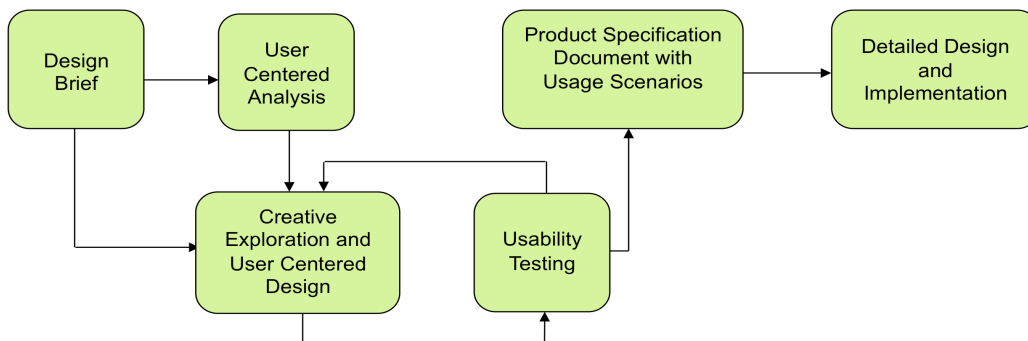 Design
Brief
User
Centered
Analysis
Product Specification
Document with
Usage Scenarios
Detailed Design
and
Implementation
Creative
Exploration and
User Centered
Design
Usability
Testing